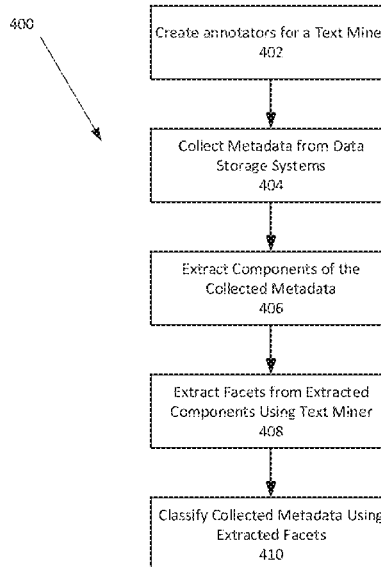 400
Create annotators for a Text Miner
402
Collect Metadata from Data
Storage Systems
404
Extract Components of the
Collected Metadata
406
Extract Facets from Extracted
Components Using Text Miner
408
Classify Collected Metadata Using
Extracted Facets
410